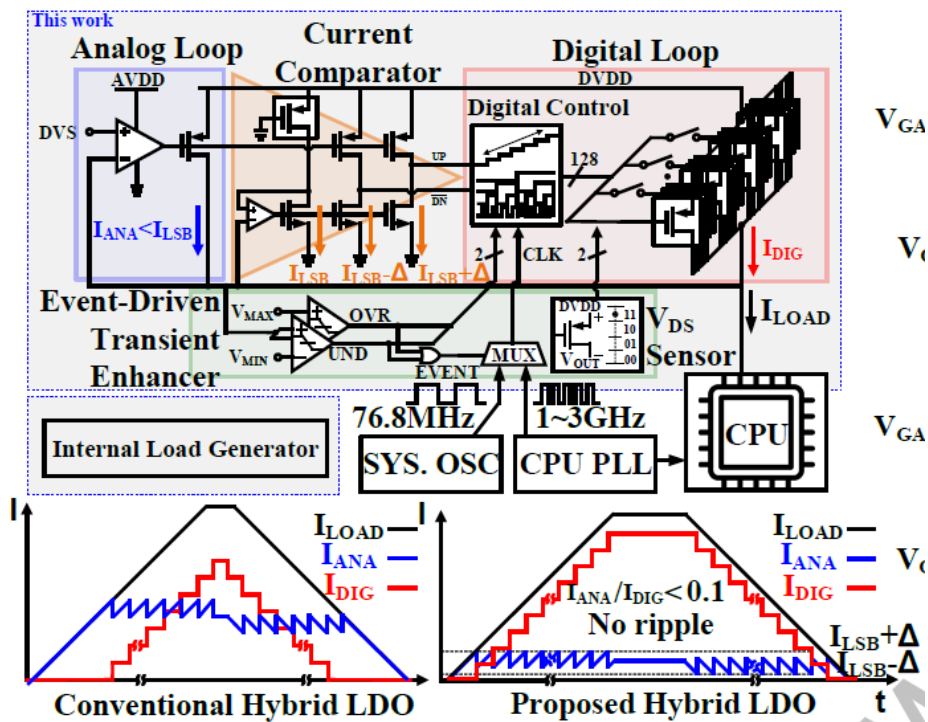 This work
Analog Loop
Current
Comparator
Digital Loop
AVDD
DVDD
DVS
Digital Control
UP
DN
128
V_GA
I_ANA<I_LSB
I_LSB
I_LSB-Δ
I_LSB+Δ
2
CLK
2
I_DIG
I_LOAD
Event-Driven
Transient
Enhancer
V_MAX
V_MIN
OVR
UND
EVENT
MUX
DVDD
+
-
V_OUT
11
10
01
00
V_DS
Sensor
76.8MHz
1~3GHz
SYS. OSC
CPU PLL
CPU
Internal Load Generator
V_GA
I
I_LOAD
I_ANA
I_DIG
Conventional Hybrid LDO
I
I_LOAD
I_ANA
I_DIG
I_ANA/I_DIG<0.1
No ripple
I_LSB+Δ
I_LSB-Δ
t
Proposed Hybrid LDO